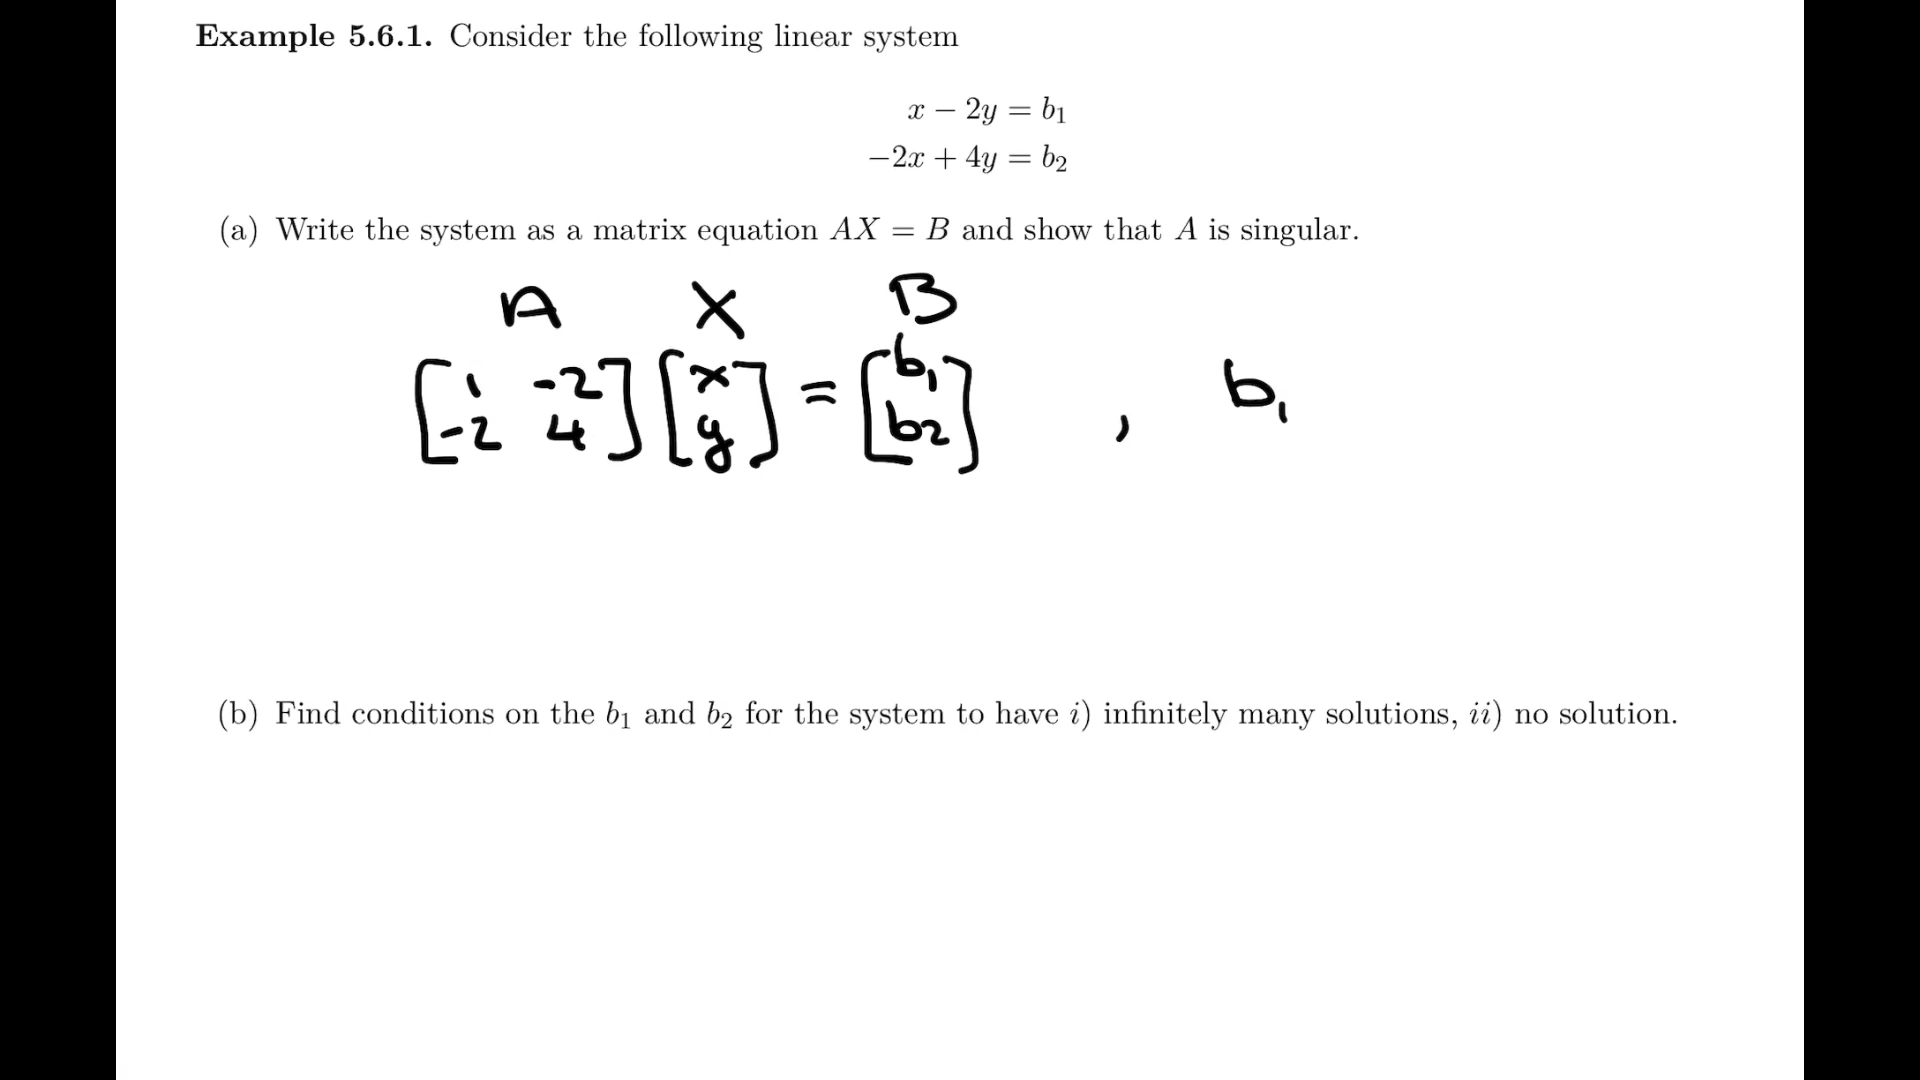 Example 5.6.1. Consider the following linear system
x − 2y = b₁
−2x + 4y = b₂
(a) Write the system as a matrix equation AX = B and show that A is singular.
A X B
[1 -2] [x] = [b₁] , b₁
[-2 4] [y] [b2]
(b) Find conditions on the b₁ and b₂ for the system to have i) infinitely many solutions, ii) no solution.